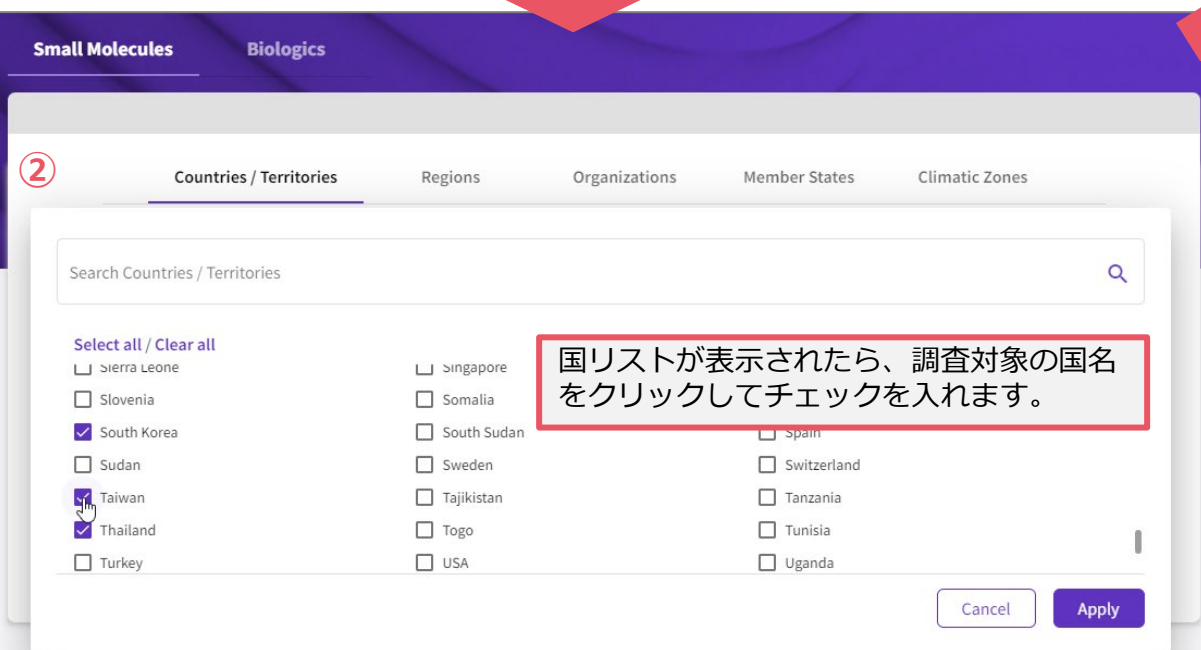 Small Molecules Biologics
②
Countries / Territories Regions Organizations Member States Climatic Zones
Search Countries / Territories
Select all / Clear all
Sierra Leone Singapore
国リストが表示されたら、調査対象の国名
をクリックしてチェックを入れます。
Slovenia Somalia
South Korea South Sudan Spain
Sudan Sweden Switzerland
Taiwan Tajikistan Tanzania
Thailand Togo Tunisia
Turkey USA Uganda
Cancel Apply